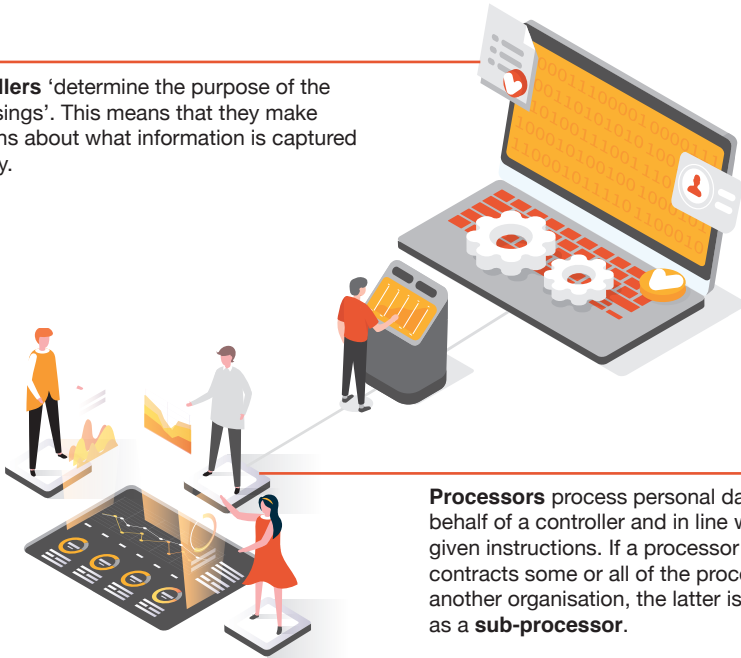 llers ‘determine the purpose of the
sings’. This means that they make
ns about what information is captured
y.
Processors process personal da
behalf of a controller and in line w
given instructions. If a processor
contracts some or all of the proce
another organisation, the latter is
as a sub-processor.